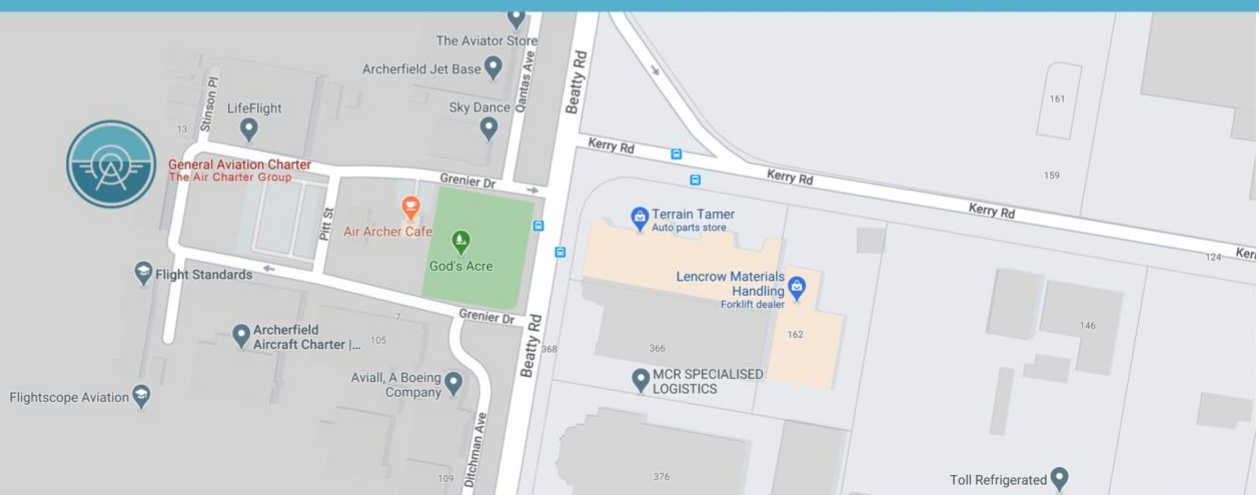 The Aviator Store
Archerfield Jet Base
Qantas Ave
Beatty Rd
Stinson Pl
LifeFlight
Sky Dance
13
161
General Aviation Charter
The Air Charter Group
Kerry Rd
Kerry Rd
159
Grenier Dr
Kerry Rd
Pitt St
Air Archer Cafe
Terrain Tamer
Auto parts store
God's Acre
124
Ker
Flight Standards
Lencrow Materials
Handling
Forklift dealer
7
Grenier Dr
Archerfield
Aircraft Charter |...
105
Beatty Rd
368
366
162
146
Aviall, A Boeing
Company
MCR SPECIALISED
LOGISTICS
Flightscope Aviation
Ditchman Ave
109
376
Toll Refrigerated